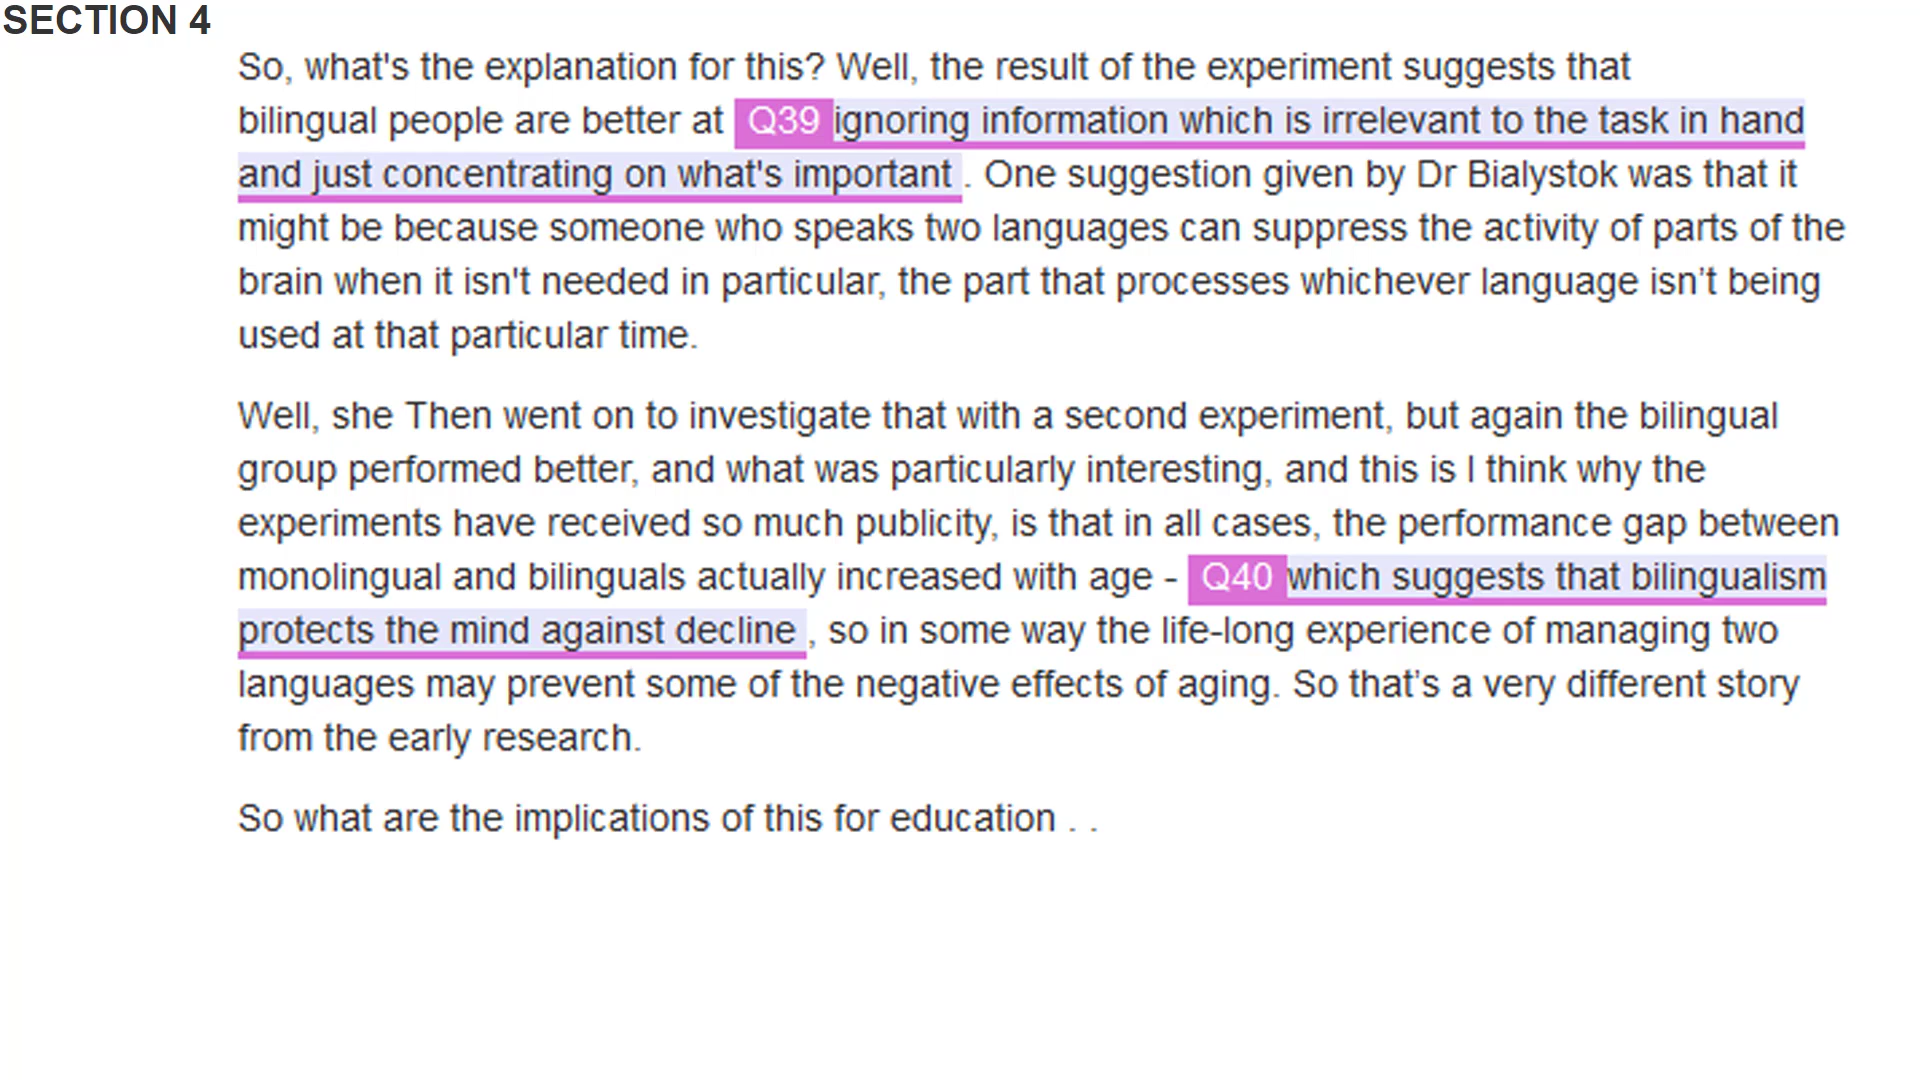 SECTION 4
So, what's the explanation for this? Well, the result of the experiment suggests that
bilingual people are better at Q39 ignoring information which is irrelevant to the task in hand
and just concentrating on what's important . One suggestion given by Dr Bialystok was that it
might be because someone who speaks two languages can suppress the activity of parts of the
brain when it isn't needed in particular, the part that processes whichever language isn’t being
used at that particular time.
Well, she Then went on to investigate that with a second experiment, but again the bilingual
group performed better, and what was particularly interesting, and this is I think why the
experiments have received so much publicity, is that in all cases, the performance gap between
monolingual and bilinguals actually increased with age - Q40 which suggests that bilingualism
protects the mind against decline , so in some way the life-long experience of managing two
languages may prevent some of the negative effects of aging. So that’s a very different story
from the early research.
So what are the implications of this for education . .